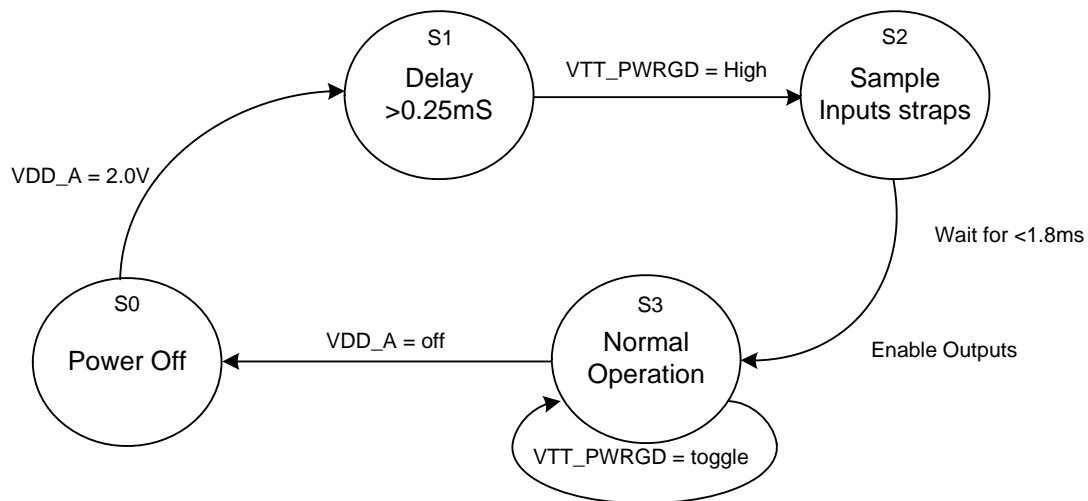 S1
Delay
>0.25mS
VTT_PWRGD = High
S2
Sample
Inputs straps
VDD_A = 2.0V
Wait for <1.8ms
S0
Power Off
VDD_A = off
S3
Normal
Operation
Enable Outputs
VTT_PWRGD = toggle